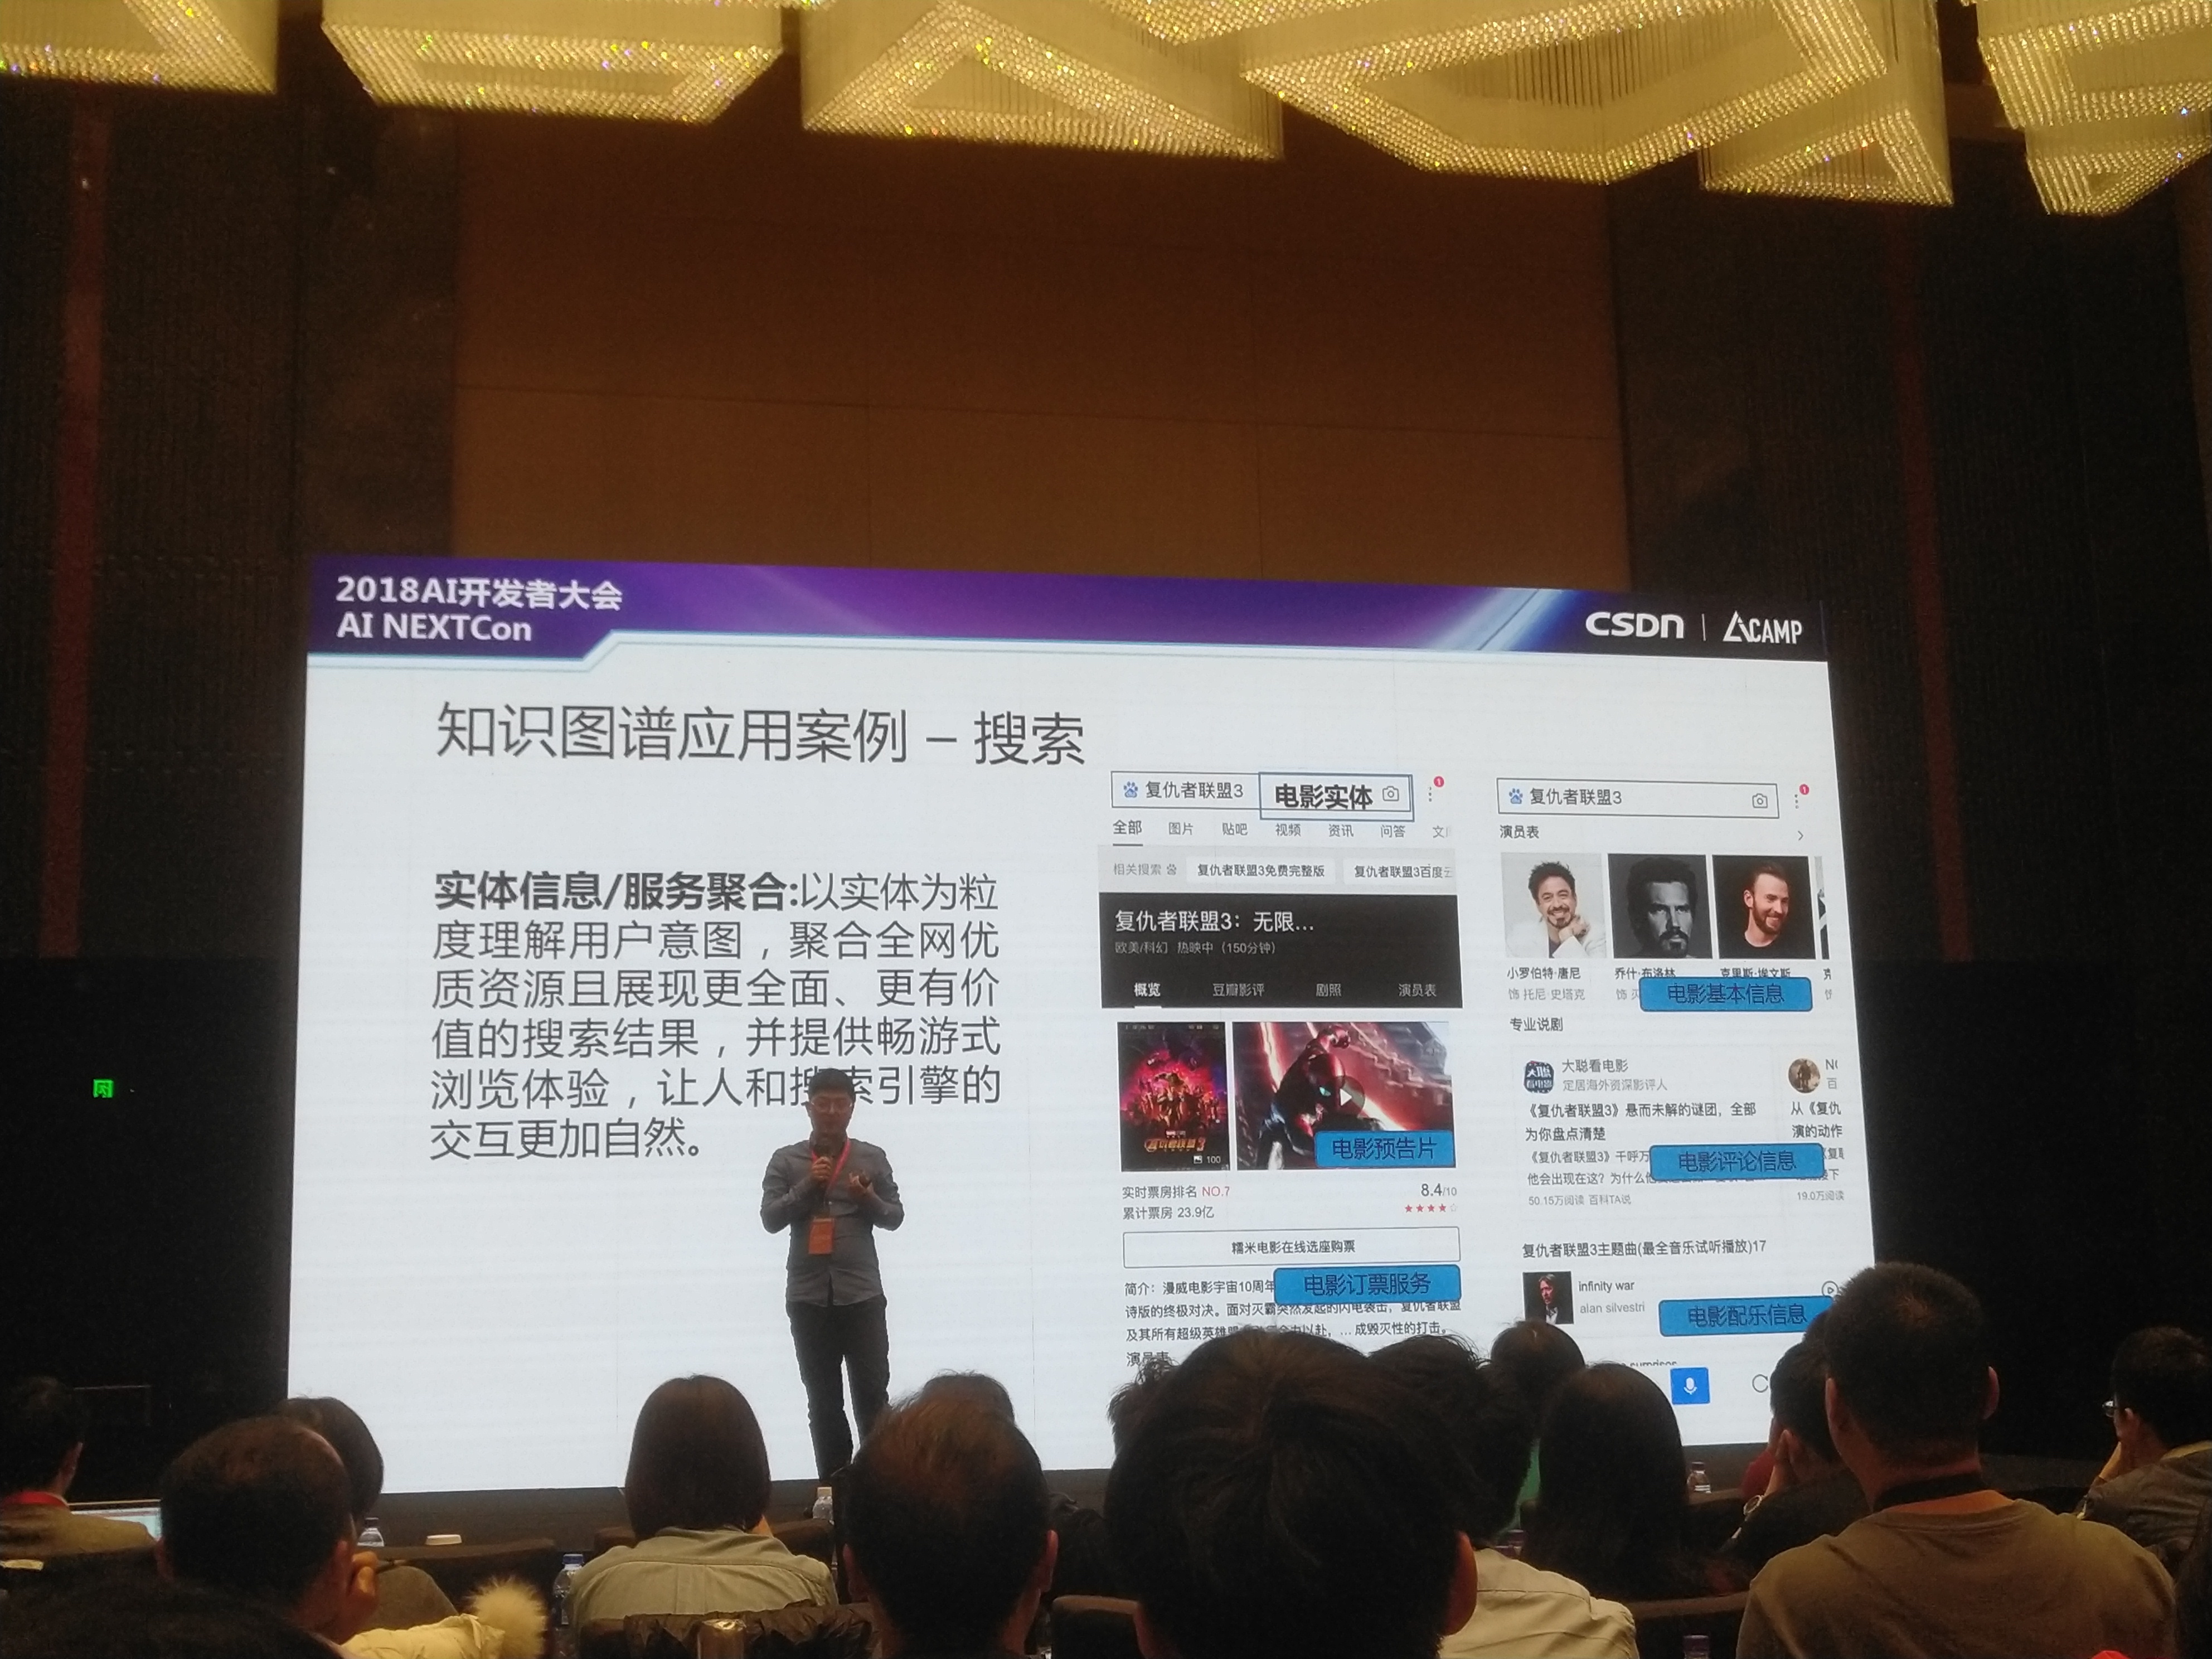 2018AI开发者大会
AI NEXTCon
CSDN
CAMP
知识图谱应用案例 – 搜索
实体信息/服务聚合:以实体为粒
度理解用户意图，聚合全网优
质资源且展现更全面、更有价
值的搜索结果，并提供畅游式
浏览体验，让人和搜索引擎的
交互更加自然。
复仇者联盟3
电影实体
1
全部 图片 贴吧 视频 资讯 问答
相关搜索 复仇者联盟3免费完整版 复仇者联盟3百度云
复仇者联盟3：无限...
欧美/科幻 热映中（150分钟）
概览 豆瓣影评 剧照 演员表
100
电影预告片
实时票房排名 NO.7
8.4/10
累计票房 23.9亿
糯米电影在线选座购票
简介：漫威电影宇宙10周年
电影订票服务
诗版的终极对决。面对灭霸突然发起的闪电袭击，复仇者联盟
及其所有超级英雄 以赴，... 成毁灭性的打击。
复仇者联盟3
1
演员表
小罗伯特·唐尼 乔什·布洛林 克里斯·埃文斯
饰 托尼·史塔克
电影基本信息
专业说剧
大聪看电影
定居海外资深影评人
《复仇者联盟3》悬而未解的谜团，全部
为你盘点清楚
《复仇者联盟3》千呼万
他会出现在这？为什么
50.15万阅读 百科TA说
从《复仇
演的动作
19.0万阅读
电影评论信息
复仇者联盟3主题曲(最全音乐试听播放)17
infinity war
alan silvestri
电影配乐信息